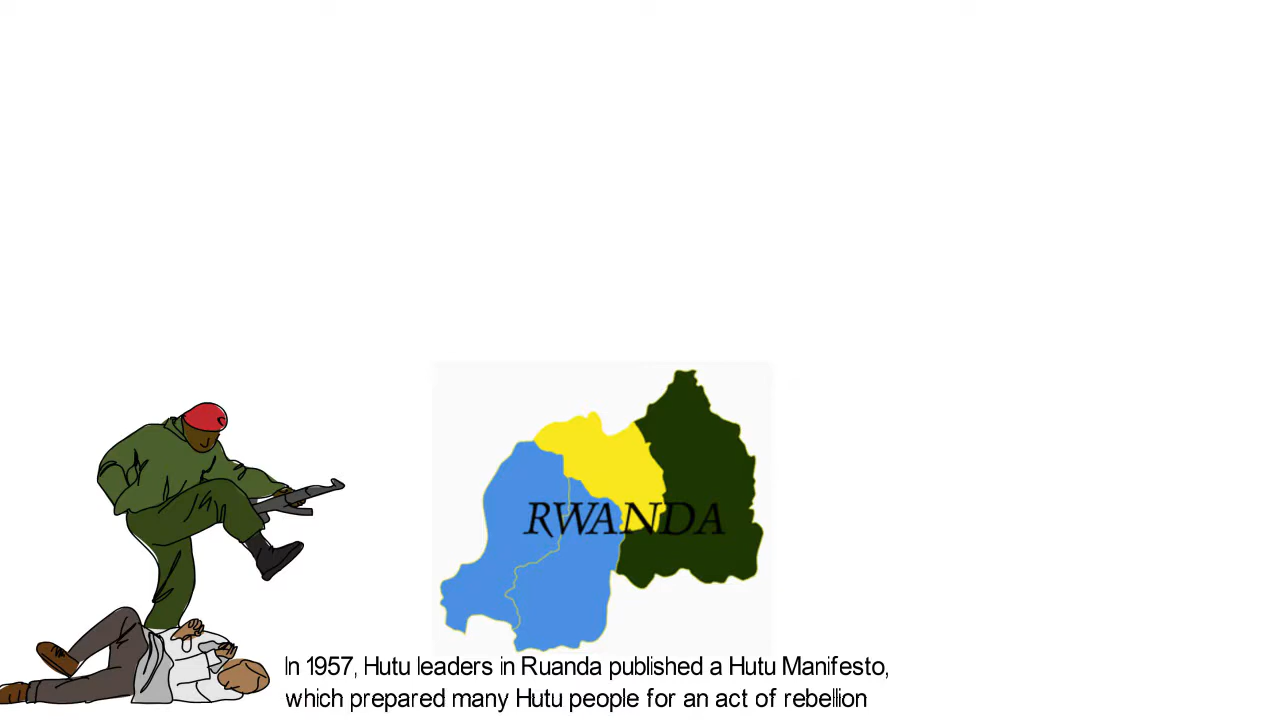 RWANDA
In 1957, Hutu leaders in Ruanda published a Hutu Manifesto,
which prepared many Hutu people for an act of rebellion